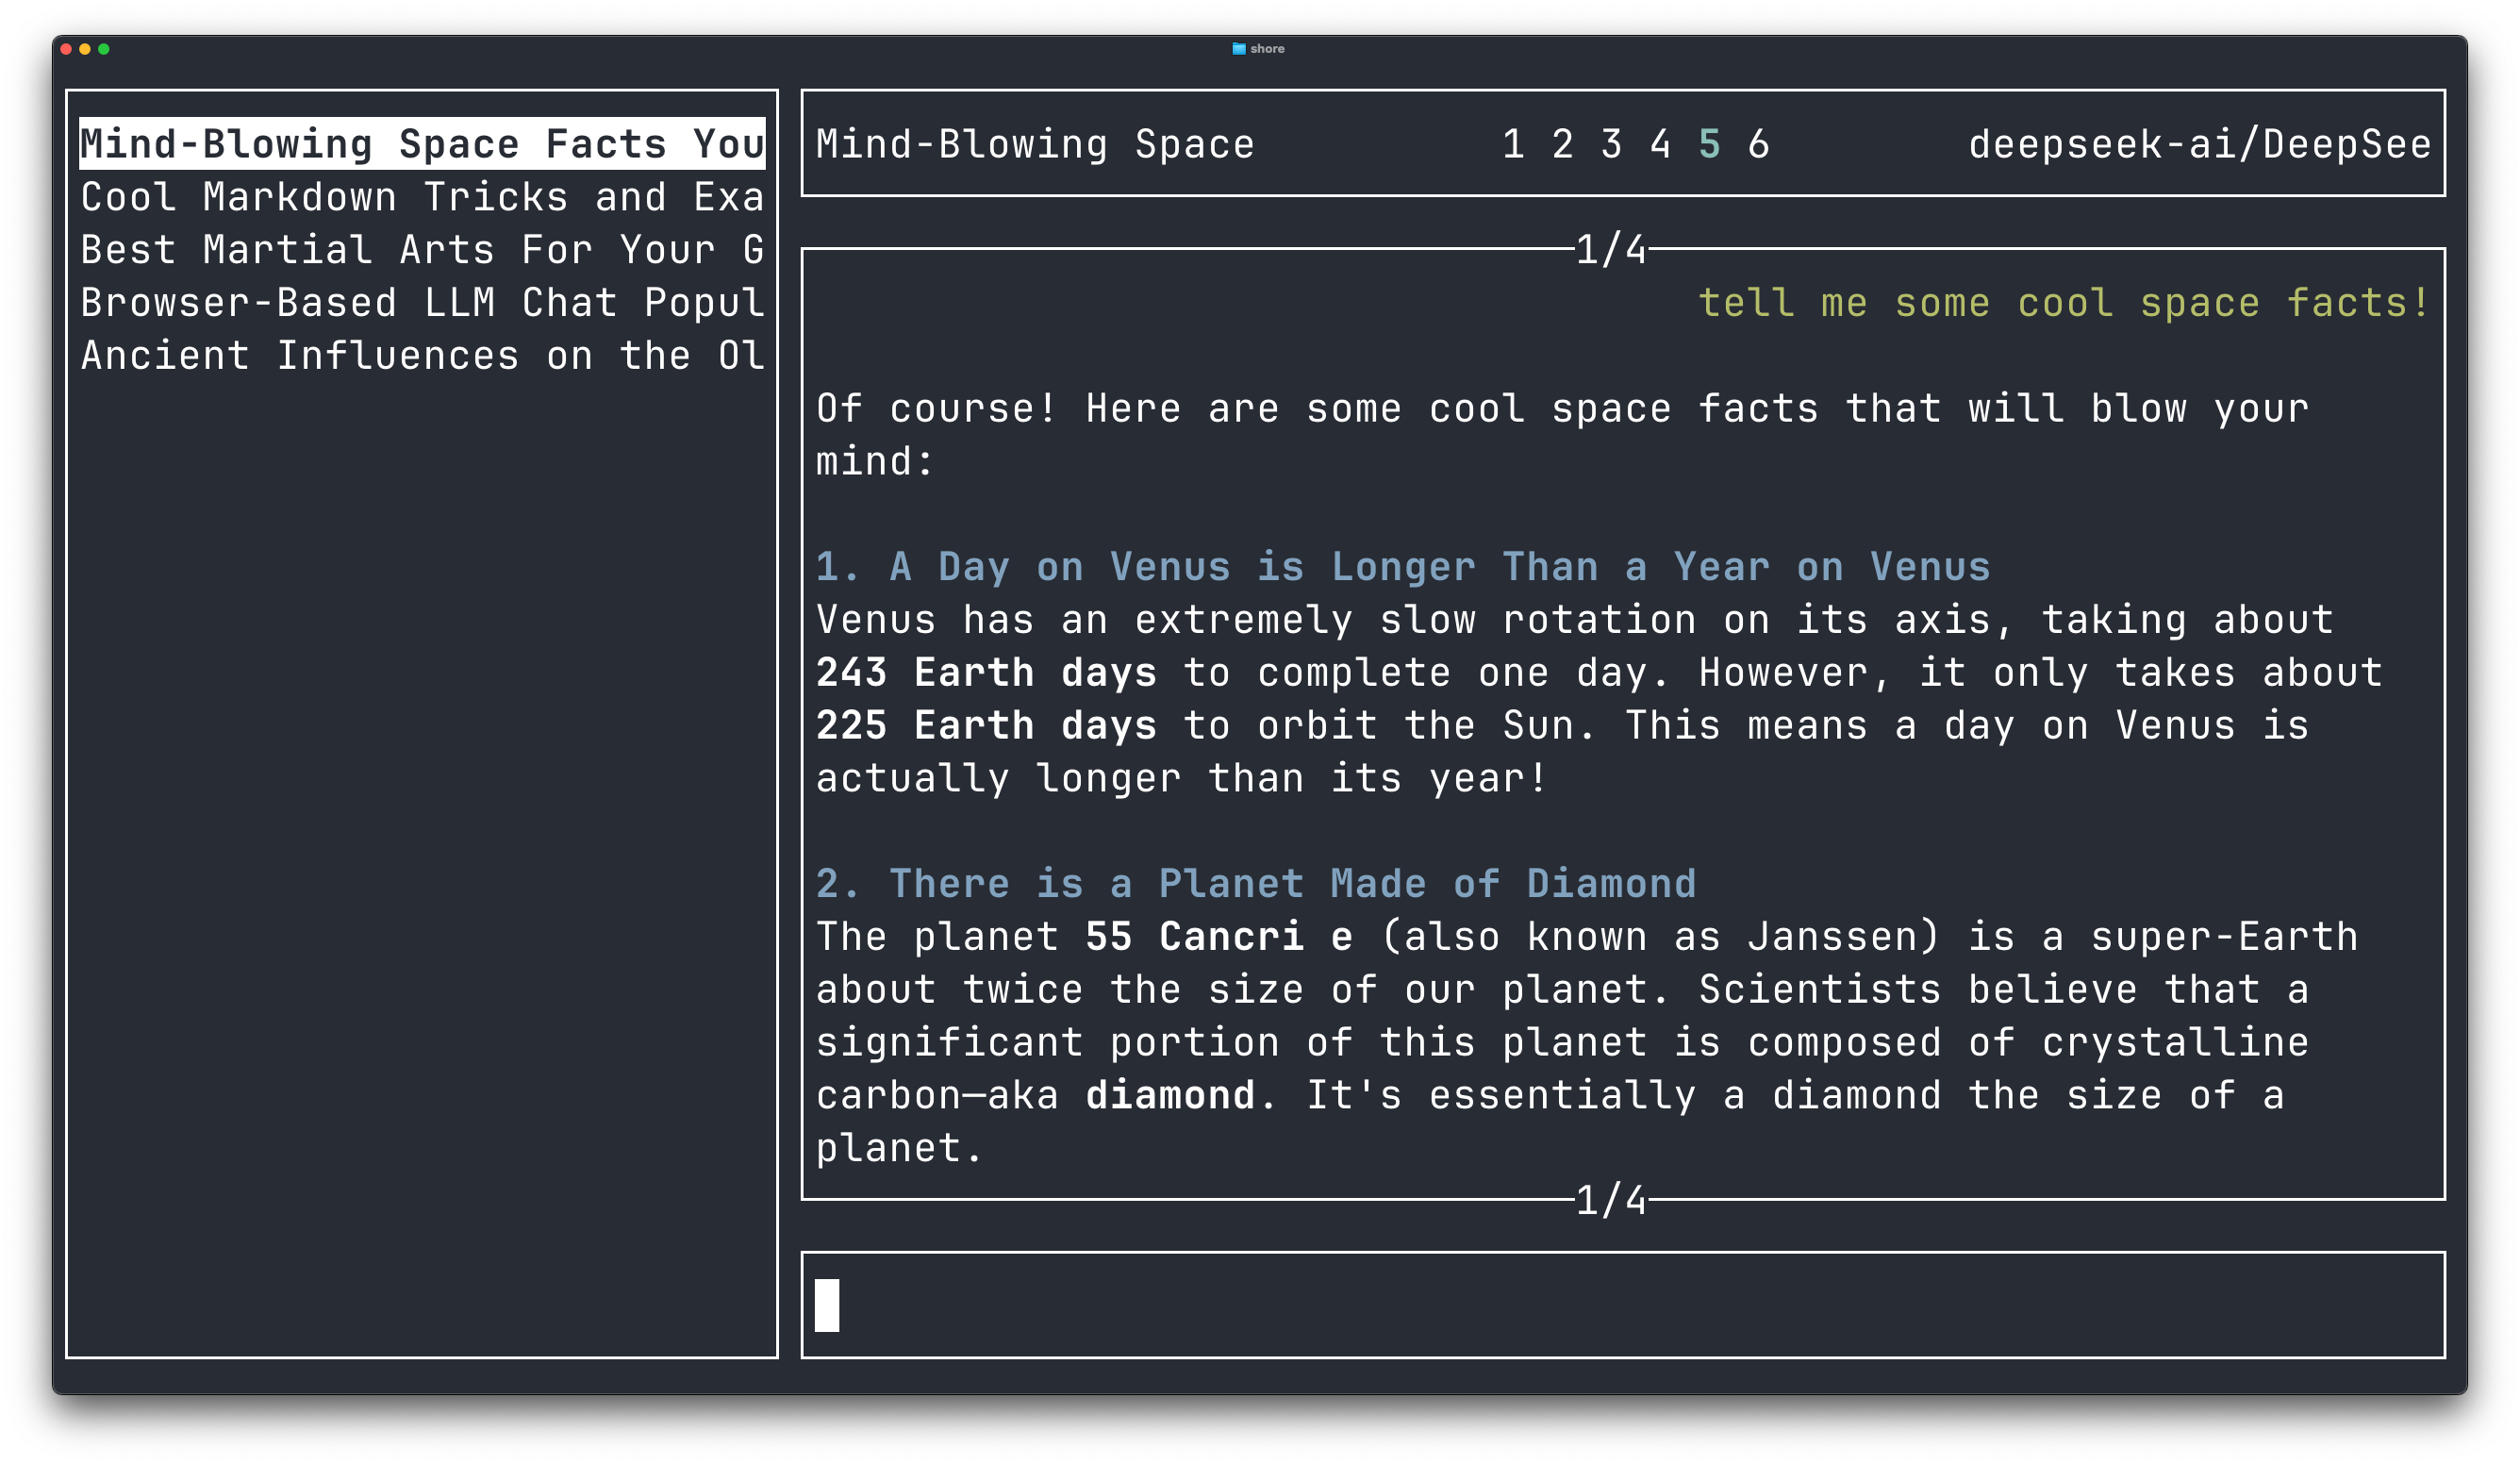 shore
Mind-Blowing Space Facts You
Cool Markdown Tricks and Exa
Best Martial Arts For Your G
Browser-Based LLM Chat Popul
Ancient Influences on the Ol
Mind-Blowing Space 1 2 3 4 5 6 deepseek-ai/DeepSee
1/4
tell me some cool space facts!
Of course! Here are some cool space facts that will blow your
mind:
1. A Day on Venus is Longer Than a Year on Venus
Venus has an extremely slow rotation on its axis, taking about
243 Earth days to complete one day. However, it only takes about
225 Earth days to orbit the Sun. This means a day on Venus is
actually longer than its year!
2. There is a Planet Made of Diamond
The planet 55 Cancri e (also known as Janssen) is a super-Earth
about twice the size of our planet. Scientists believe that a
significant portion of this planet is composed of crystalline
carbon—aka diamond. It's essentially a diamond the size of a
planet.
1/4